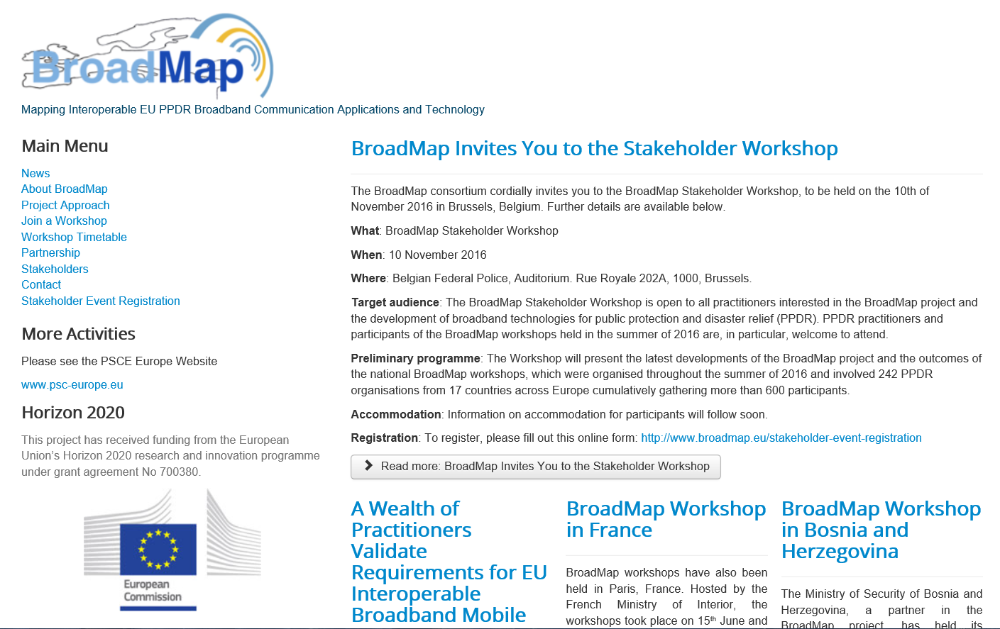 BroadMap
Mapping Interoperable EU PPDR Broadband Communication Applications and Technology
Main Menu
News
About BroadMap
Project Approach
Join a Workshop
Workshop Timetable
Partnership
Stakeholders
Contact
Stakeholder Event Registration
More Activities
Please see the PSCE Europe Website
www.psc-europe.eu
Horizon 2020
This project has received funding from the European
Union’s Horizon 2020 research and innovation programme
under grant agreement No 700380.
European
Commission
BroadMap Invites You to the Stakeholder Workshop
The BroadMap consortium cordially invites you to the BroadMap Stakeholder Workshop, to be held on the 10th of
November 2016 in Brussels, Belgium. Further details are available below.
What: BroadMap Stakeholder Workshop
When: 10 November 2016
Where: Belgian Federal Police, Auditorium. Rue Royale 202A, 1000, Brussels.
Target audience: The BroadMap Stakeholder Workshop is open to all practitioners interested in the BroadMap project and
the development of broadband technologies for public protection and disaster relief (PPDR). PPDR practitioners and
participants of the BroadMap workshops held in the summer of 2016 are, in particular, welcome to attend.
Preliminary programme: The Workshop will present the latest developments of the BroadMap project and the outcomes of
the national BroadMap workshops, which were organised throughout the summer of 2016 and involved 242 PPDR
organisations from 17 countries across Europe cumulatively gathering more than 600 participants.
Accommodation: Information on accommodation for participants will follow soon.
Registration: To register, please fill out this online form: http://www.broadmap.eu/stakeholder-event-registration
Read more: BroadMap Invites You to the Stakeholder Workshop
A Wealth of
Practitioners
Validate
Requirements for EU
Interoperable
Broadband Mobile
BroadMap Workshop
in France
BroadMap workshops have also been
held in Paris, France. Hosted by the
French Ministry of Interior, the
workshops took place on 15th June and
BroadMap Workshop
in Bosnia and
Herzegovina
The Ministry of Security of Bosnia and
Herzegovina, a partner in the
BroadMap project, has held its